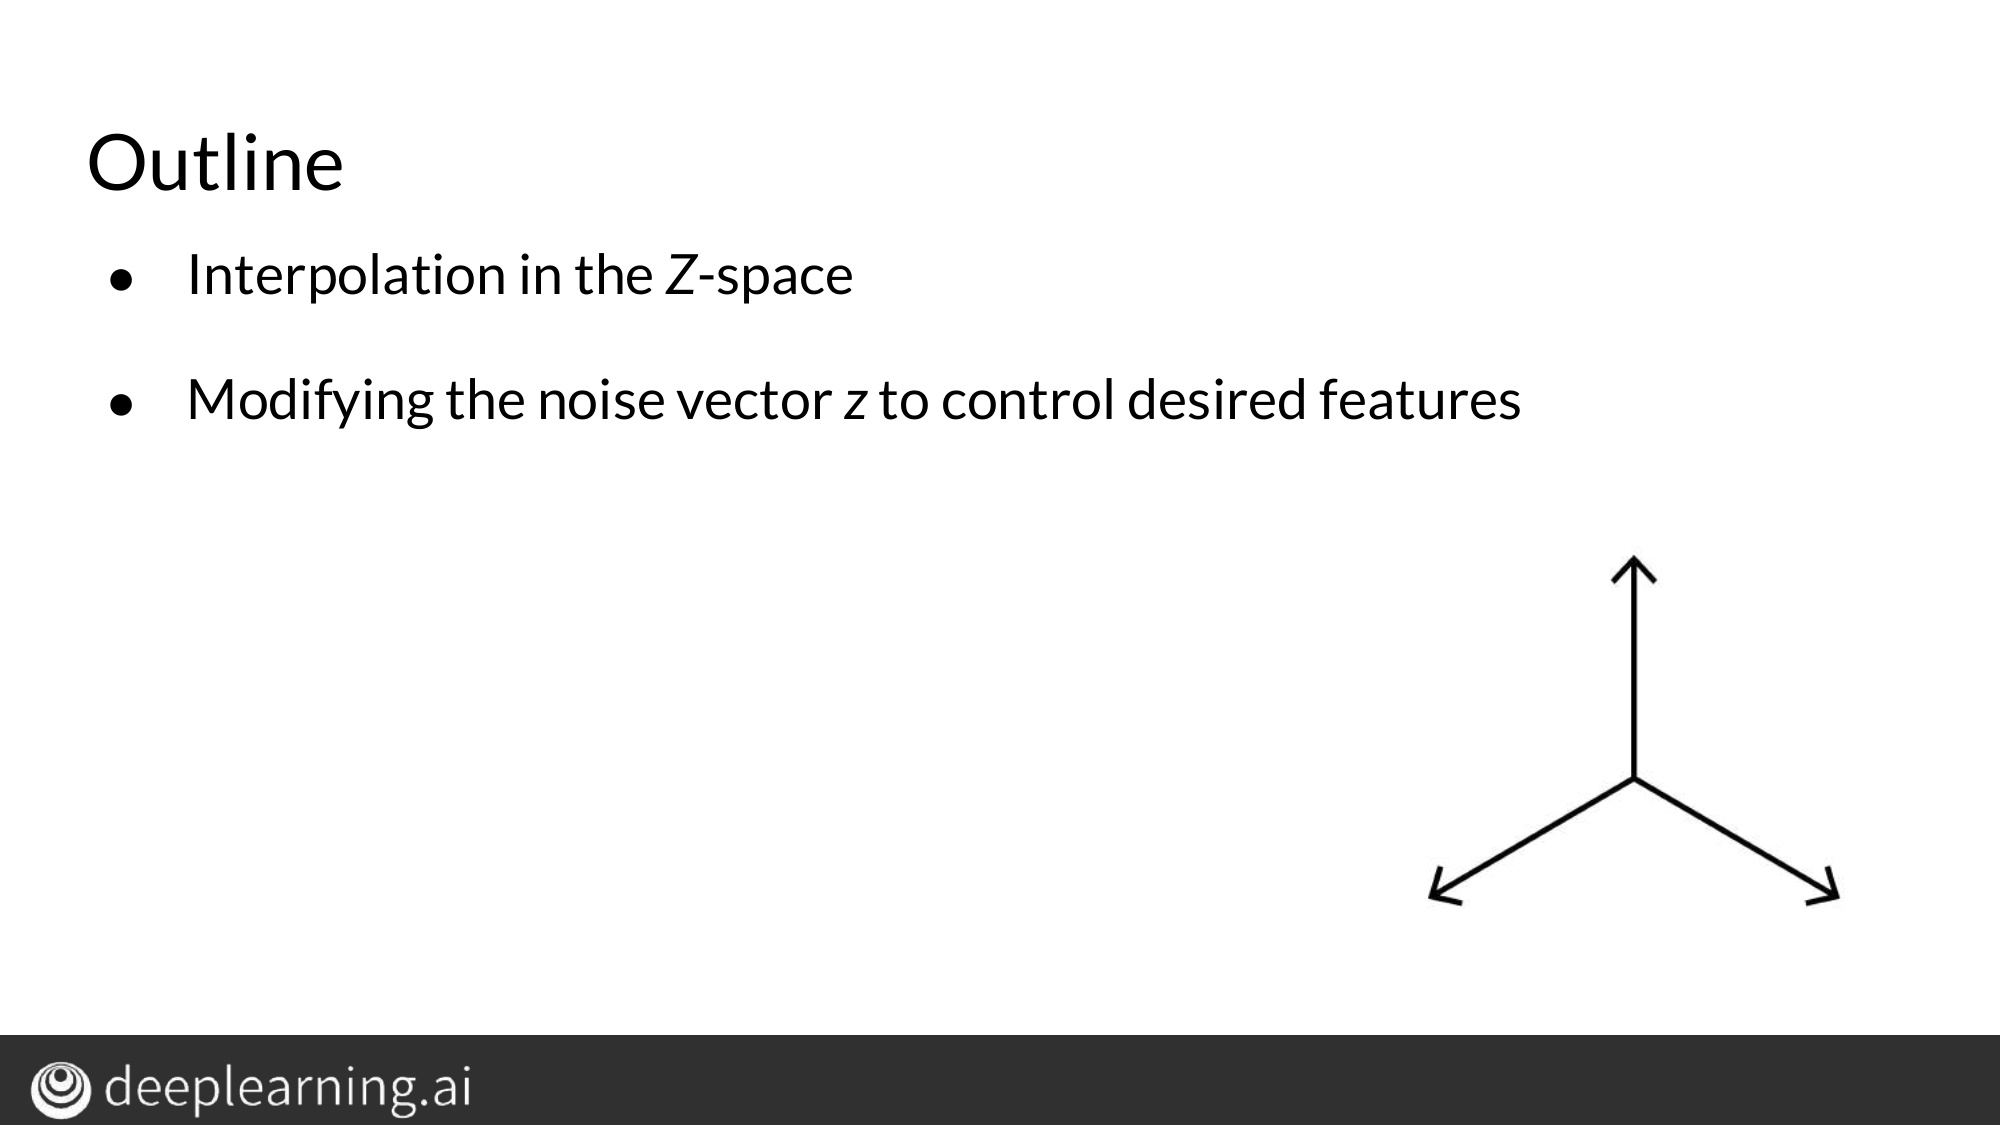 Outline
● Interpolation in the Z-space
● Modifying the noise vector z to control desired features
deeplearning.ai